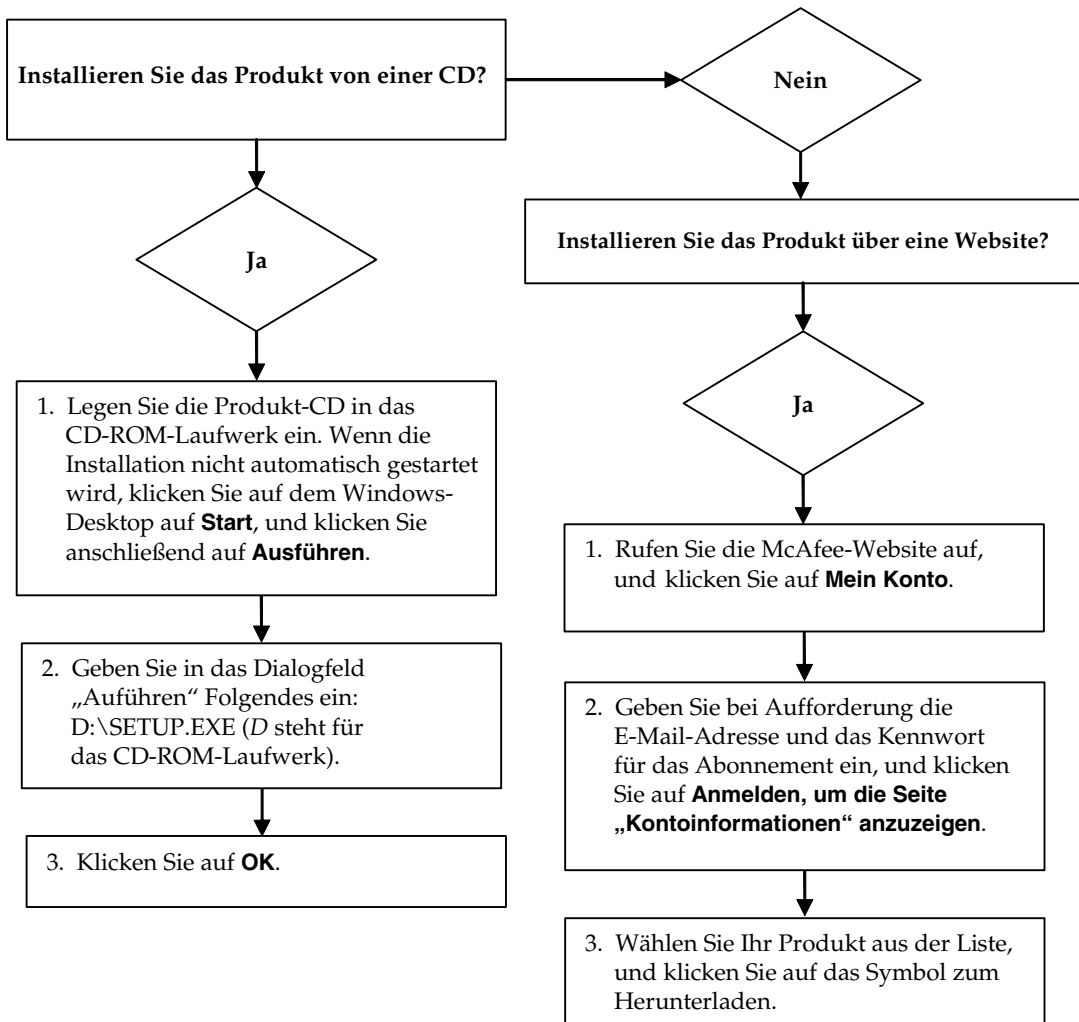 Installieren Sie das Produkt von einer CD?
Nein
Ja
Installieren Sie das Produkt über eine Website?
Ja
1. Legen Sie die Produkt-CD in das
CD-ROM-Laufwerk ein. Wenn die
Installation nicht automatisch gestartet
wird, klicken Sie auf dem Windows-
Desktop auf Start, und klicken Sie
anschließend auf Ausführen.
2. Geben Sie in das Dialogfeld
„Auführen“ Folgendes ein:
D:\SETUP.EXE (D steht für
das CD-ROM-Laufwerk).
3. Klicken Sie auf OK.
1. Rufen Sie die McAfee-Website auf,
und klicken Sie auf Mein Konto.
2. Geben Sie bei Aufforderung die
E-Mail-Adresse und das Kennwort
für das Abonnement ein, und klicken
Sie auf Anmelden, um die Seite
„Kontoinformationen“ anzuzeigen.
3. Wählen Sie Ihr Produkt aus der Liste,
und klicken Sie auf das Symbol zum
Herunterladen.